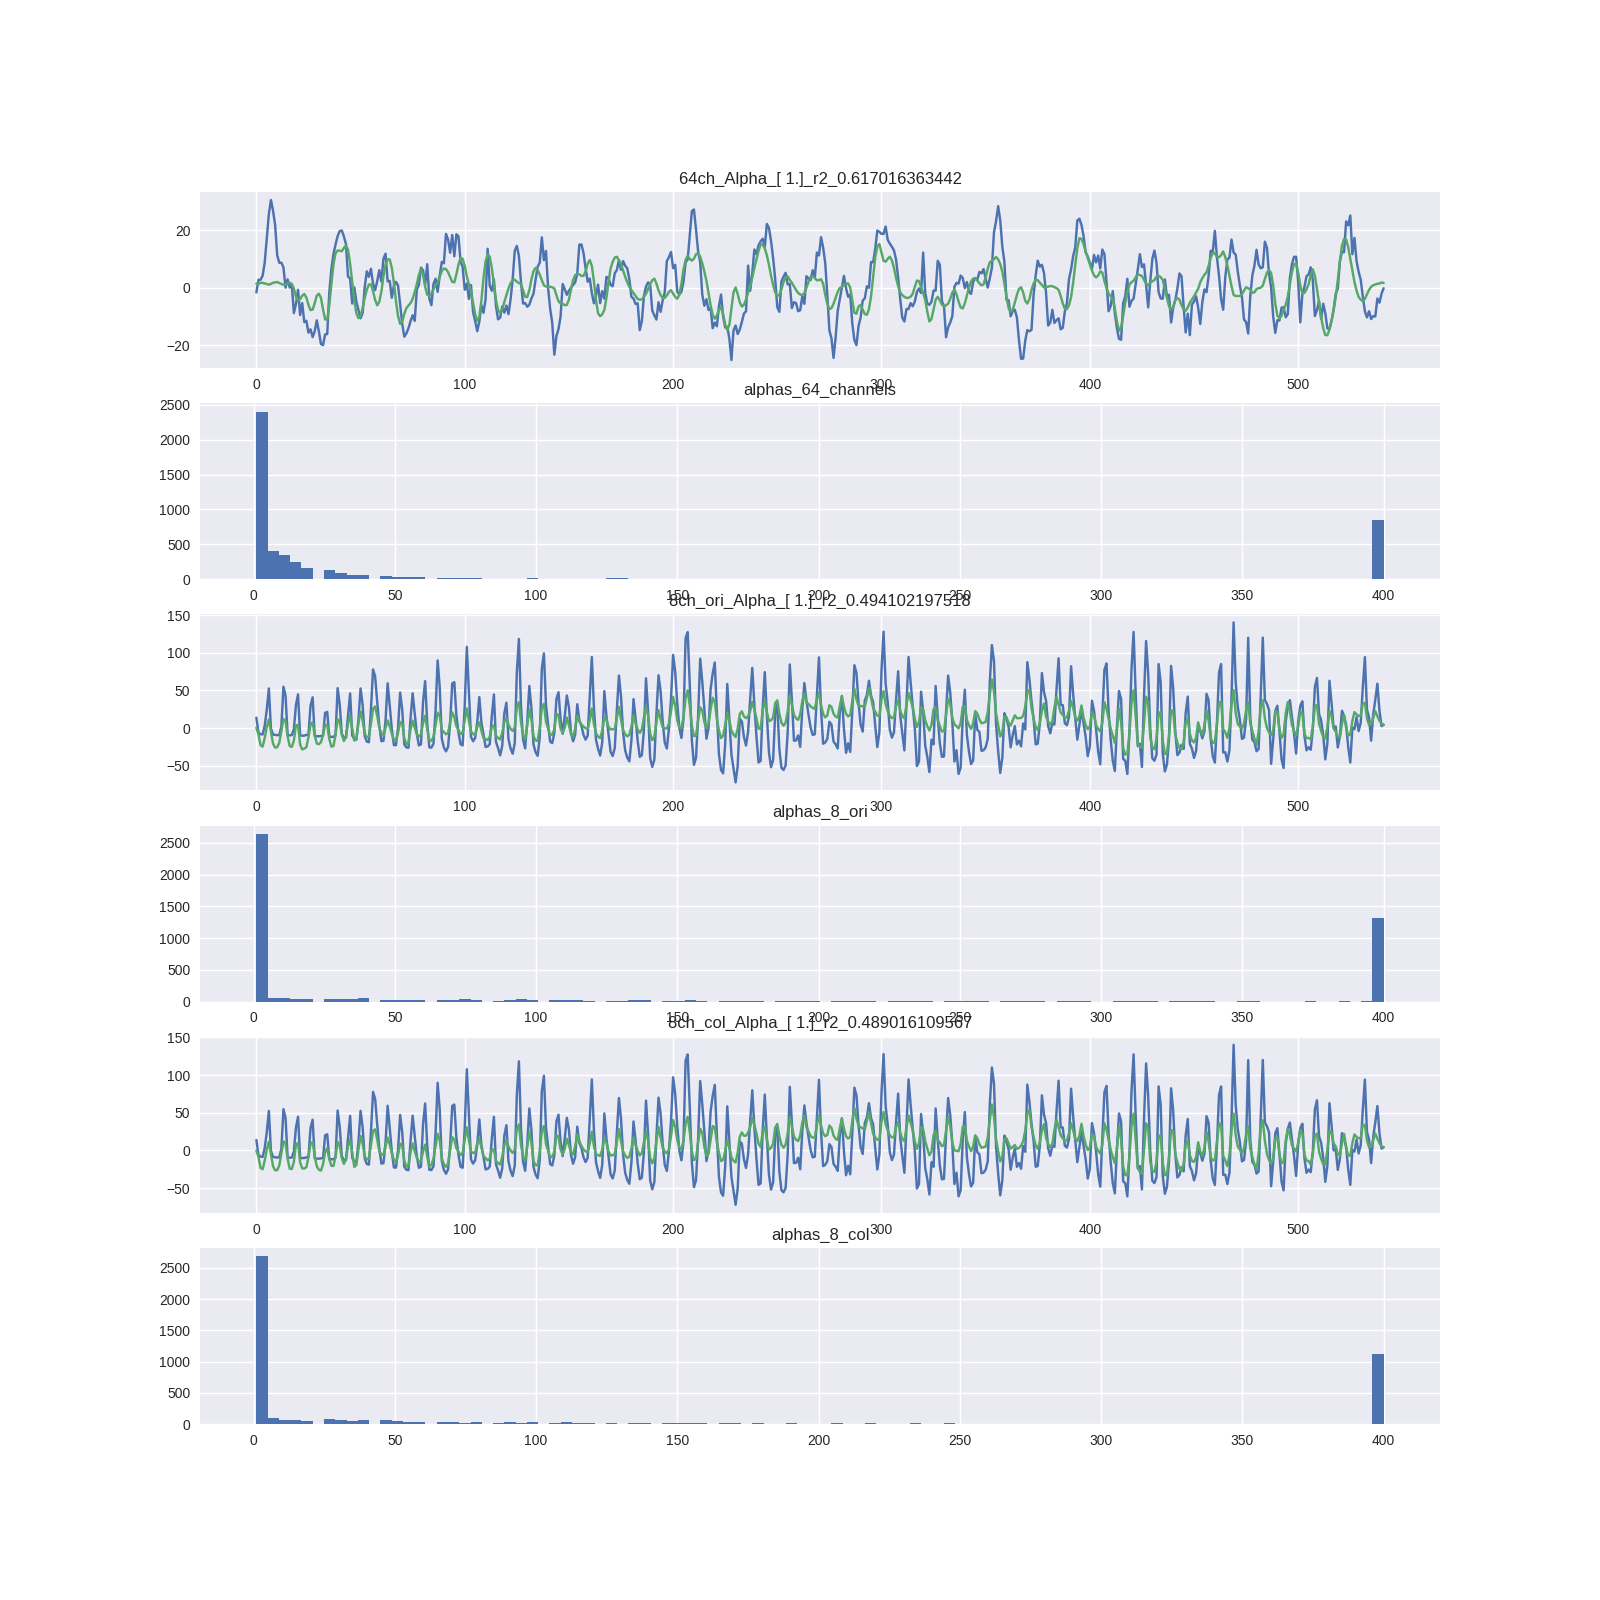 64ch_Alpha_[ 1.]_r2_0.617016363442
20
0
−20
0 100 200 300 400 500
alphas_64_channels
2500
2000
1500
1000
500
0
0 50 100 150 200 250 300 350 400
8ch_ori_Alpha_[ 1.]_r2_0.494102197518
150
100
50
0
−50
0 100 200 300 400 500
alphas_8_ori
2500
2000
1500
1000
500
0
0 50 100 150 200 250 300 350 400
8ch_col_Alpha_[ 1.]_r2_0.489016109567
150
100
50
0
−50
0 100 200 300 400 500
alphas_8_col
2500
2000
1500
1000
500
0
0 50 100 150 200 250 300 350 400